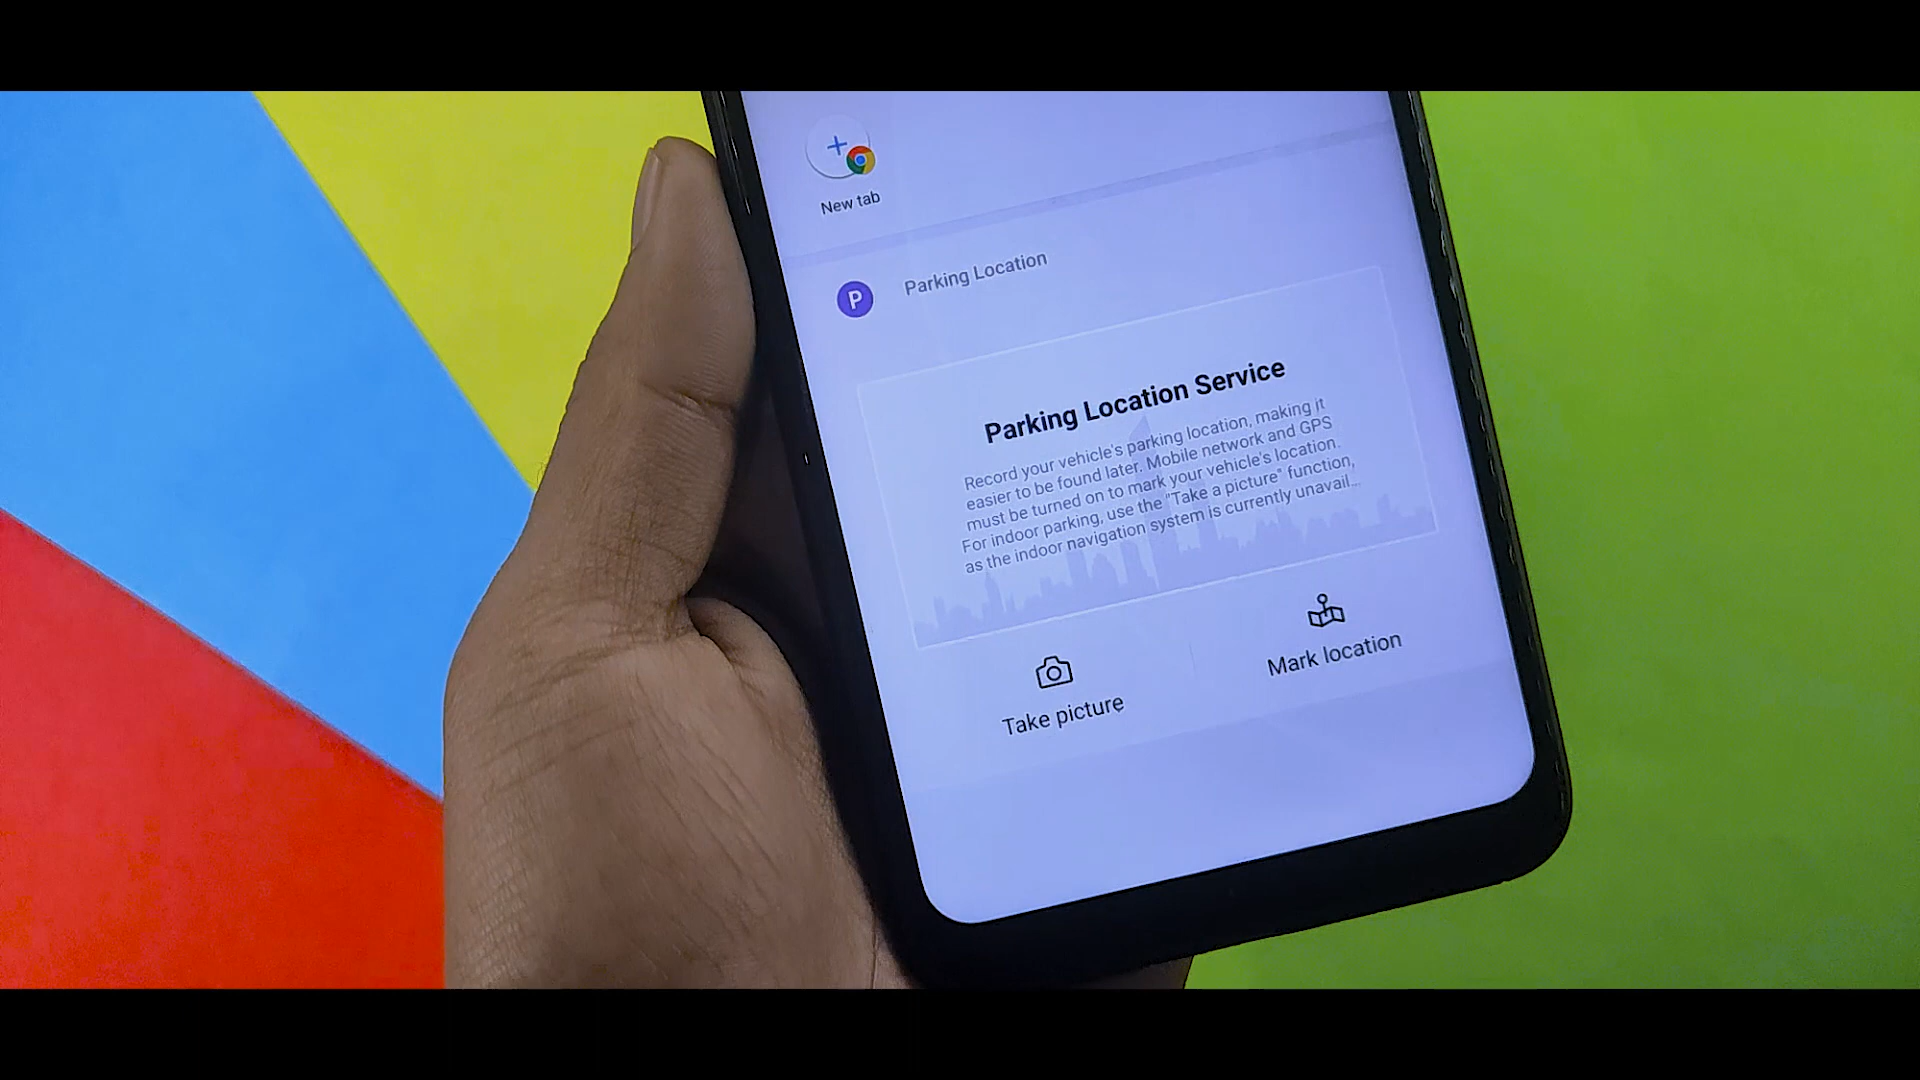 New tab
P
Parking Location
Parking Location Service
Record your vehicle's parking location, making it
easier to be found later. Mobile network and GPS
must be turned on to mark your vehicle's location.
For indoor parking, use the "Take a picture" function,
as the indoor navigation system is currently unavail...
Take picture
Mark location